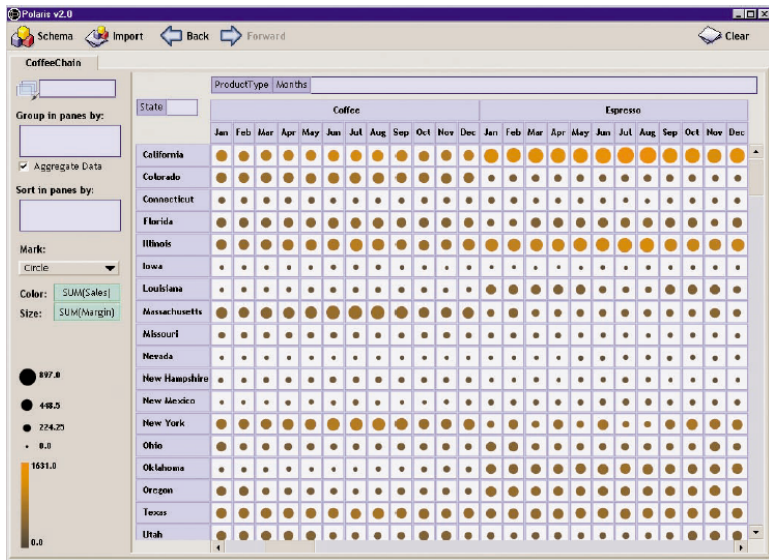 Polaris v2.0
Schema Import Back Forward Clear
CoffeeChain
ProductType Months
State
Group in panes by:
Aggregate Data
Sort in panes by:
Mark:
Circle
Color: SUM(Sales)
Size: SUM(Margin)
897.0
448.5
224.25
0.0
1631.0
0.0
Coffee Espresso
Jan Feb Mar Apr May Jun Jul Aug Sep Oct Nov Dec Jan Feb Mar Apr May Jun Jul Aug Sep Oct Nov Dec
California
Colorado
Connecticut
Florida
Illinois
Iowa
Louisiana
Massachusetts
Missouri
Nevada
New Hampshire
New Mexico
New York
Ohio
Oklahoma
Oregon
Texas
Utah